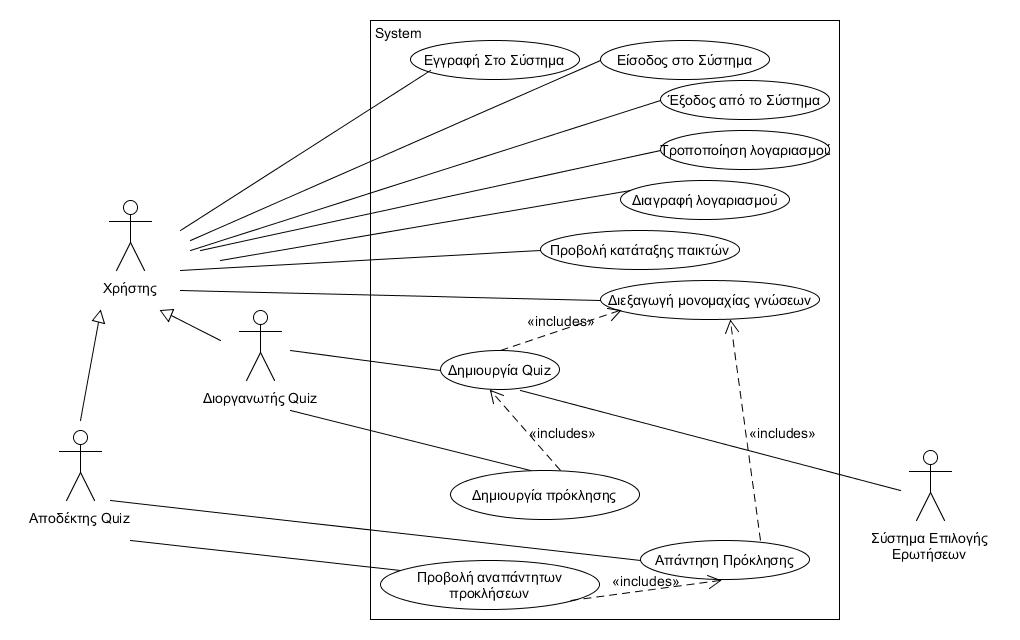 System
Εγγραφή Στο Σύστημα
Είσοδος στο Σύστημα
Έξοδος από το Σύστημα
Τροποποίηση λογαριασμού
Διαγραφή λογαριασμού
Προβολή κατάταξης παικτών
Χρήστης
Διεξαγωγή μονομαχίας γνώσεων
«includes»
Δημιουργία Quiz
Διοργανωτής Quiz
«includes»
«includes»
Δημιουργία πρόκλησης
Αποδέκτης Quiz
Σύστημα Επιλογής
Ερωτήσεων
Απάντηση Πρόκλησης
Προβολή αναπάντητων
προκλήσεων
«includes»